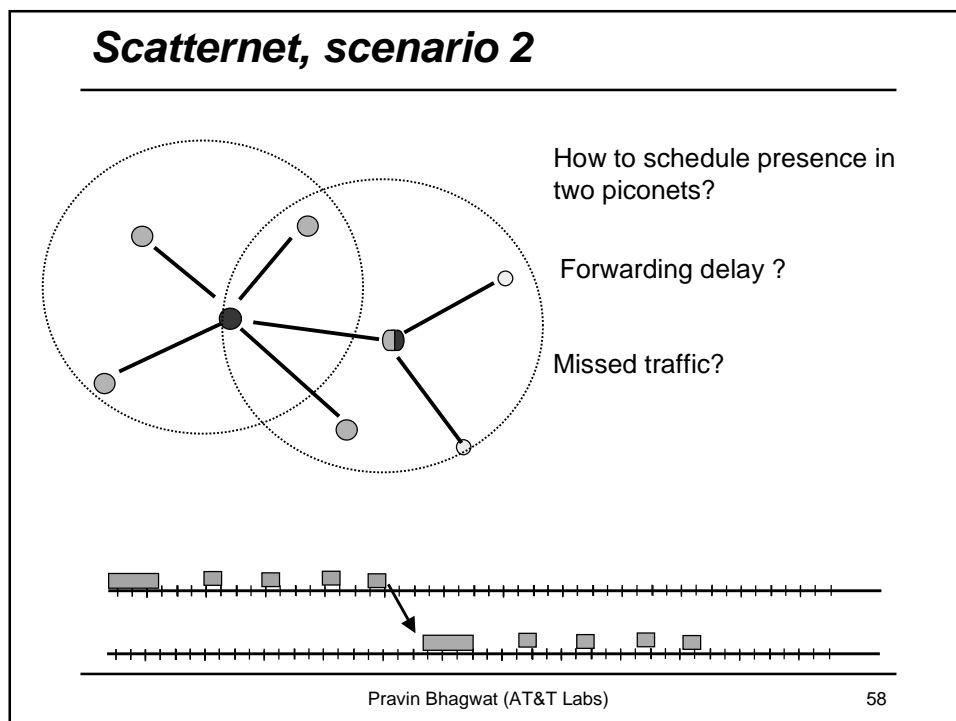 Scatternet, scenario 2
How to schedule presence in
two piconets?
Forwarding delay ?
Missed traffic?
Pravin Bhagwat (AT&T Labs)
58